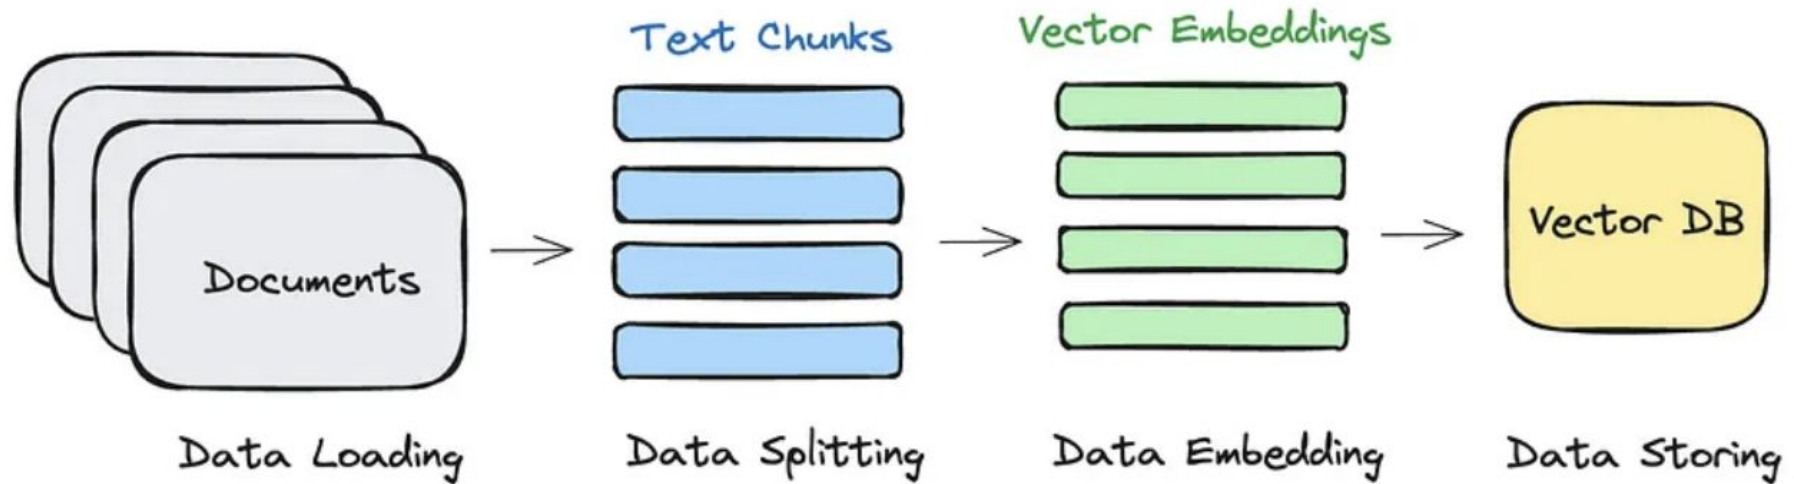 Text Chunks
Vector Embeddings
Documents
Vector DB
Data Loading
Data Splitting
Data Embedding
Data Storing